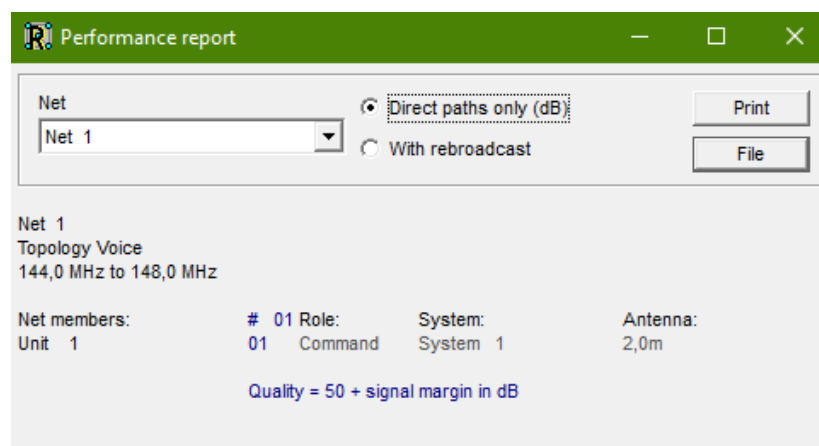 Performance report
Net
Net 1
Direct paths only (dB)
With rebroadcast
Print
File
Net 1
Topology Voice
144,0 MHz to 148,0 MHz
Net members: # 01 Role: System: Antenna:
Unit 1 01 Command System 1 2,0m
Quality = 50 + signal margin in dB